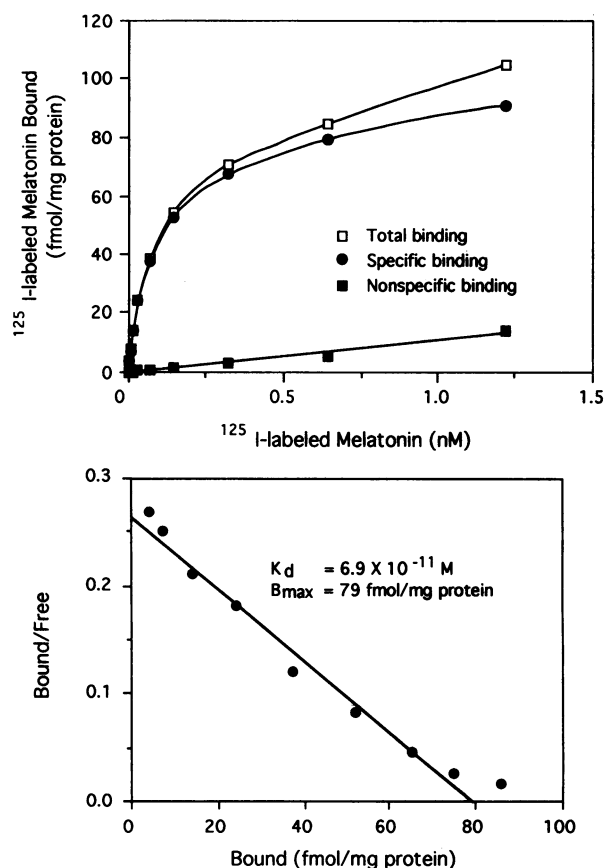 120
100
80
60
40
20
0
125 I-labeled Melatonin Bound
(fmol/mg protein)
Total binding
Specific binding
Nonspecific binding
0 0.5 1.0 1.5
125 I-labeled Melatonin (nM)
0.3
0.2
0.1
0.0
Bound/Free
Kd = 6.9 X 10 -11 M
Bmax = 79 fmol/mg protein
0 20 40 60 80 100
Bound (fmol/mg protein)